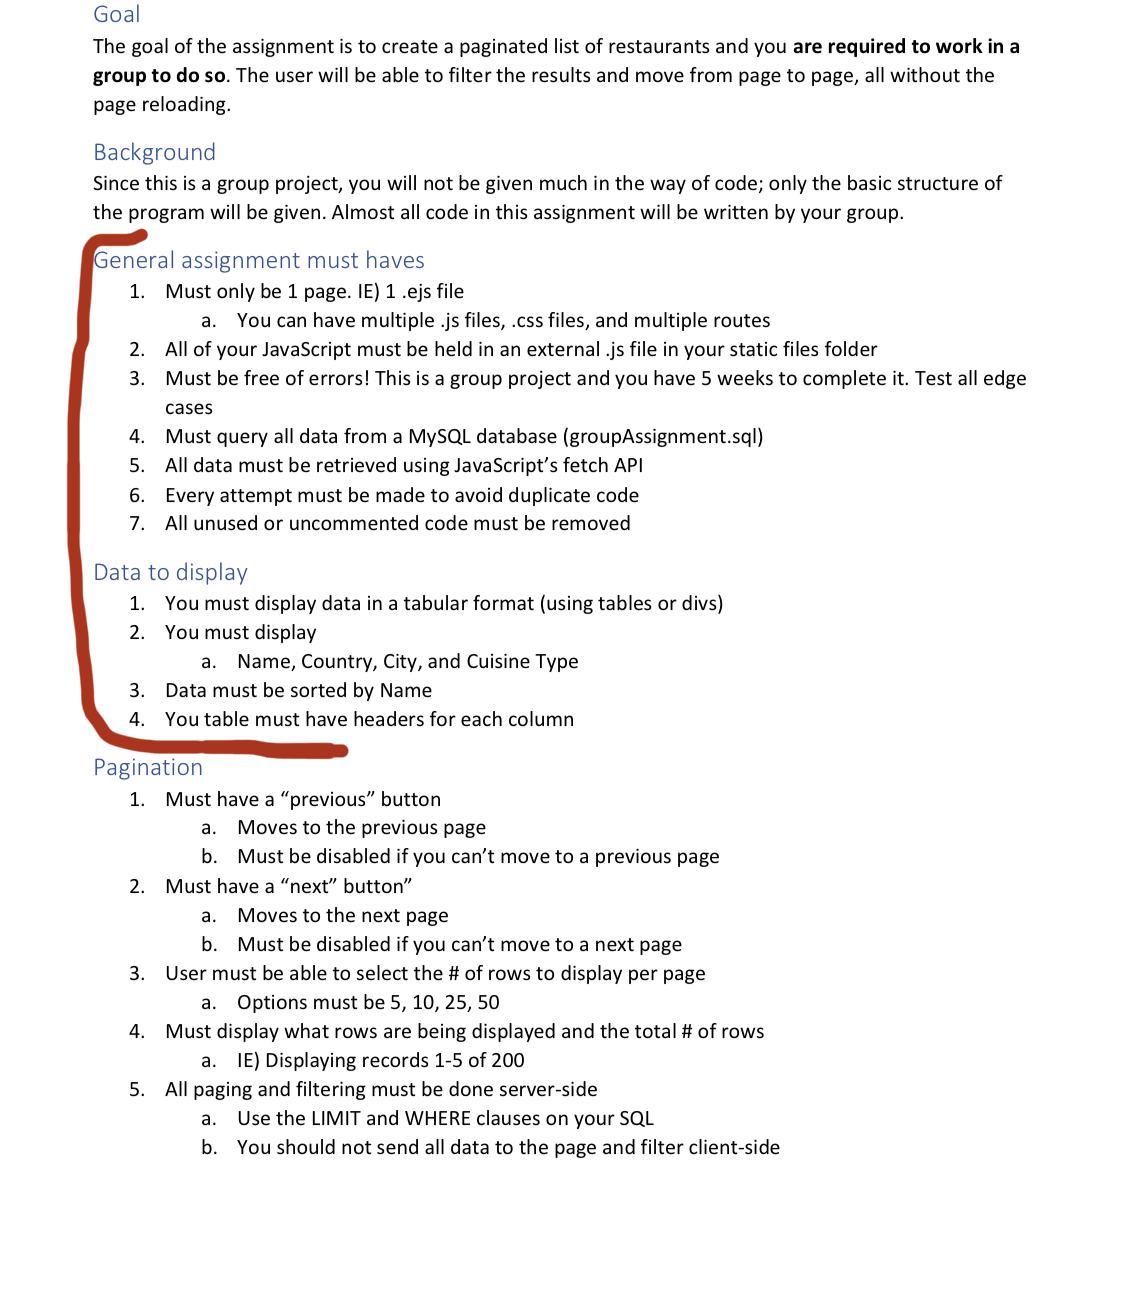 Goal
The goal of the assignment is to create a paginated list of restaurants and you are required to work in a
group to do so. The user will be able to filter the results and move from page to page, all without the
page reloading.
Background
Since this is a group project, you will not be given much in the way of code; only the basic structure of
the program will be given. Almost all code in this assignment will be written by your group.
General assignment must haves
1. Must only be 1 page. IE) 1 .ejs file
a. You can have multiple .js files, .css files, and multiple routes
2. All of your JavaScript must be held in an external .js file in your static files folder
3. Must be free of errors! This is a group project and you have 5 weeks to complete it. Test all edge
cases
4. Must query all data from a MySQL database (groupAssignment.sql)
5. All data must be retrieved using JavaScript’s fetch API
6. Every attempt must be made to avoid duplicate code
7. All unused or uncommented code must be removed
Data to display
1. You must display data in a tabular format (using tables or divs)
2. You must display
a. Name, Country, City, and Cuisine Type
3. Data must be sorted by Name
4. You table must have headers for each column
Pagination
1. Must have a “previous” button
a. Moves to the previous page
b. Must be disabled if you can’t move to a previous page
2. Must have a “next” button”
a. Moves to the next page
b. Must be disabled if you can’t move to a next page
3. User must be able to select the # of rows to display per page
a. Options must be 5, 10, 25, 50
4. Must display what rows are being displayed and the total # of rows
a. IE) Displaying records 1-5 of 200
5. All paging and filtering must be done server-side
a. Use the LIMIT and WHERE clauses on your SQL
b. You should not send all data to the page and filter client-side